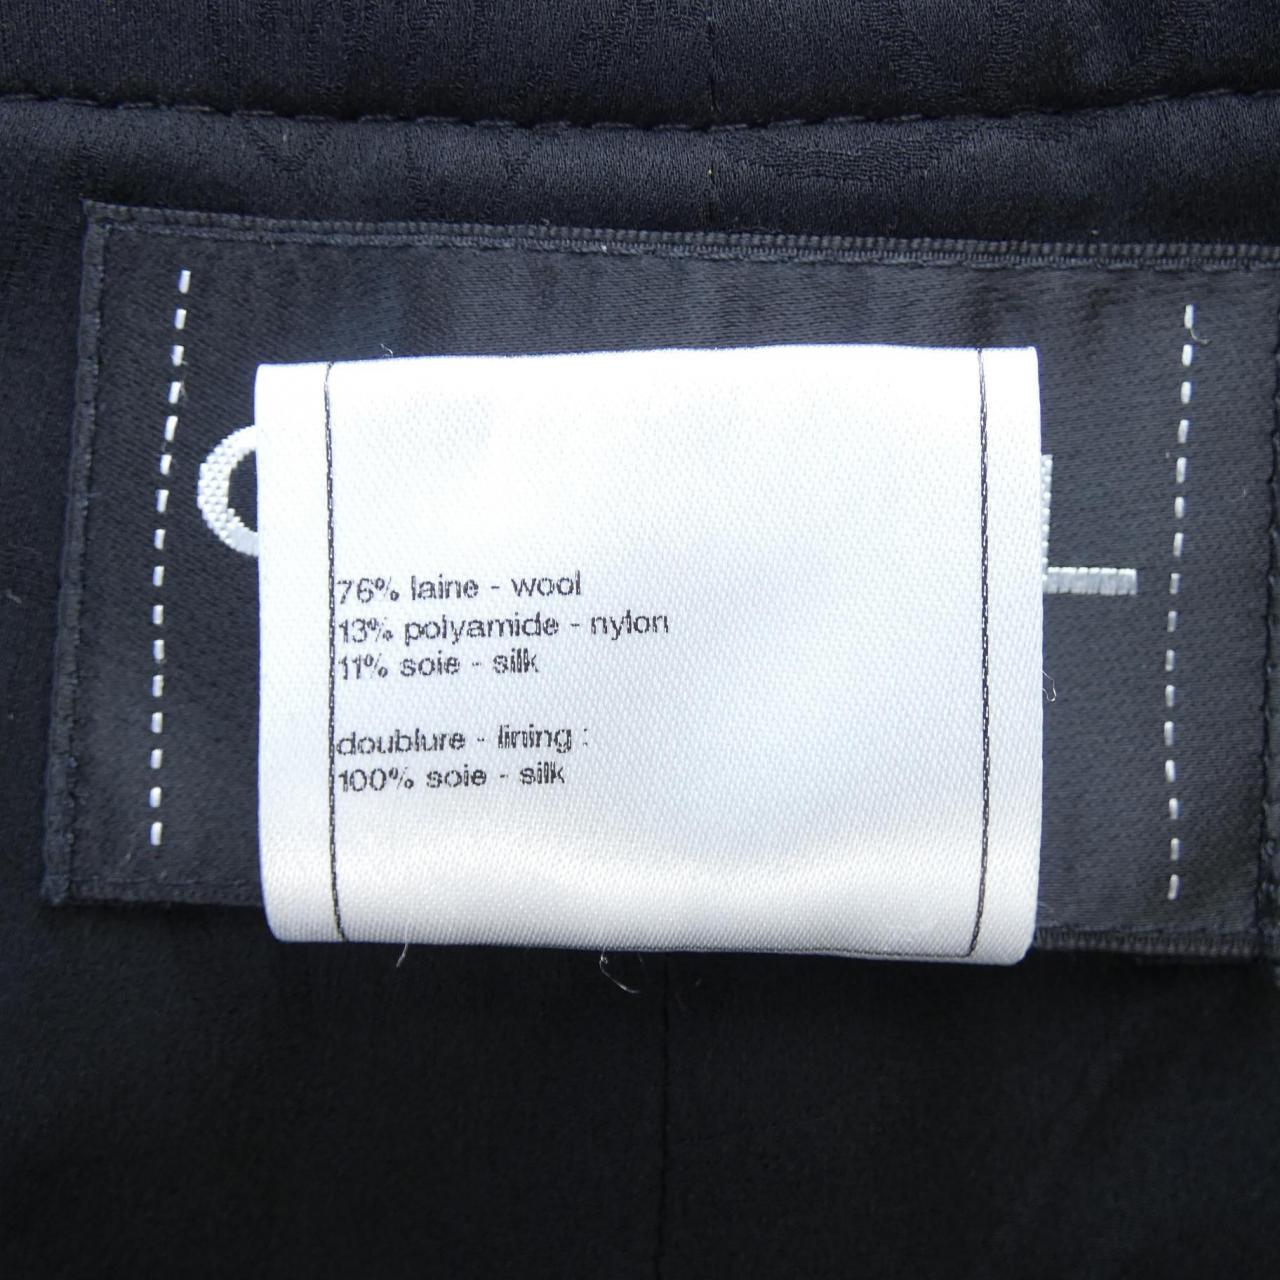 76% laine - wool
13% polyamide - nylon
11% soie - silk
doublure - lining :
100% soie - silk